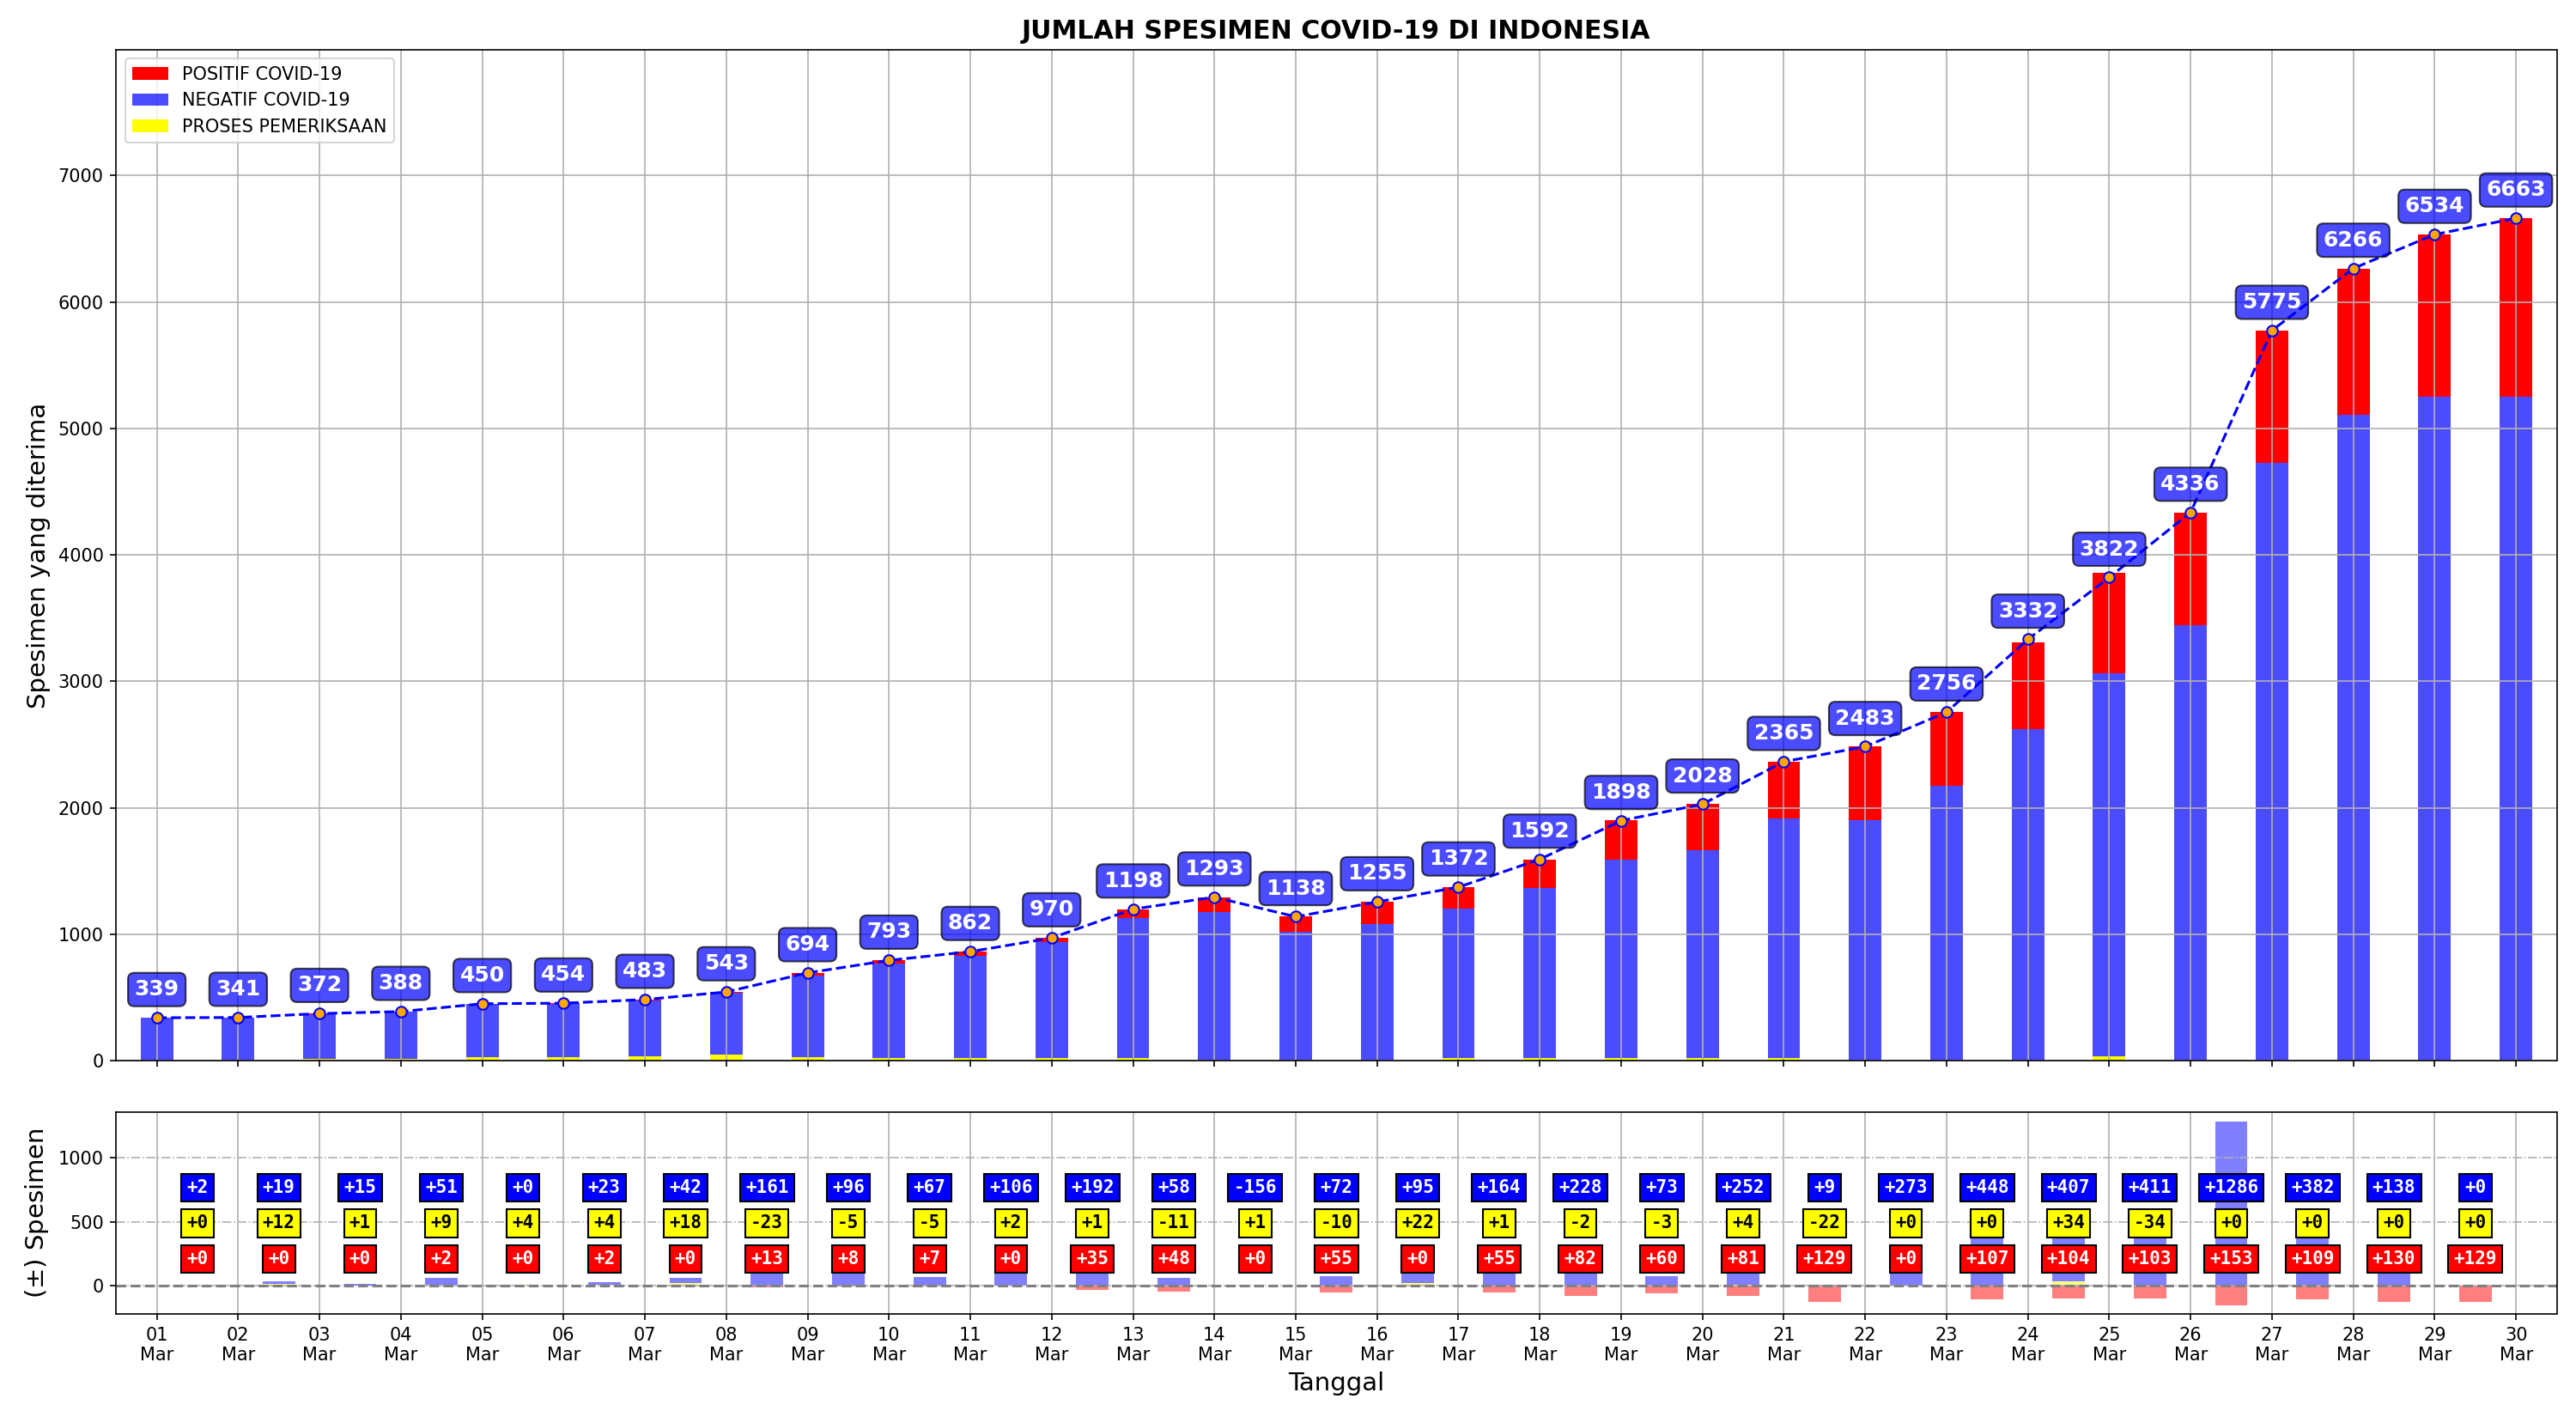 JUMLAH SPESIMEN COVID-19 DI INDONESIA
POSITIF COVID-19
NEGATIF COVID-19
PROSES PEMERIKSAAN
Spesimen yang diterima
7000
6000
5000
4000
3000
2000
1000
0
339 341 372 388 450 454 483 543 694 793 862 970 1198 1293 1138 1255 1372 1592 1898 2028 2365 2483 2756 3332 3822 4336 5775 6266 6534 6663
(±) Spesimen
1000
500
0
+2 +19 +15 +51 +0 +23 +42 +161 +96 +67 +106 +192 +58 -156 +72 +95 +164 +228 +73 +252 +9 +273 +448 +407 +411 +1286 +382 +138 +0
+0 +12 +1 +9 +4 +4 +18 -23 -5 -5 +2 +1 -11 +1 -10 +22 +1 -2 -3 +4 -22 +0 +0 +34 -34 +0 +0 +0 +0
+0 +0 +0 +2 +0 +2 +0 +13 +8 +7 +0 +35 +48 +0 +55 +0 +55 +82 +60 +81 +129 +0 +107 +104 +103 +153 +109 +130 +129
01 02 03 04 05 06 07 08 09 10 11 12 13 14 15 16 17 18 19 20 21 22 23 24 25 26 27 28 29 30
Mar Mar Mar Mar Mar Mar Mar Mar Mar Mar Mar Mar Mar Mar Mar Mar Mar Mar Mar Mar Mar Mar Mar Mar Mar Mar Mar Mar Mar Mar
Tanggal